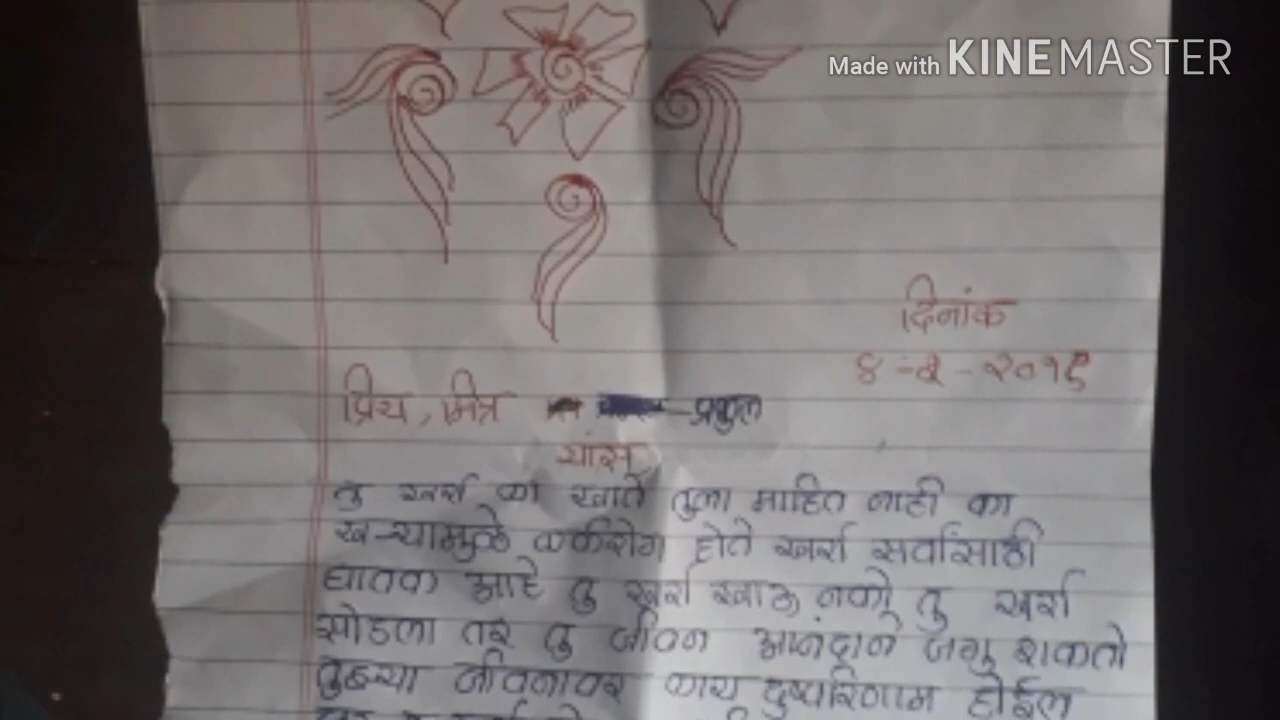 Made with KINEMASTER
दिनांक
४ -२ - २०१९
प्रिय, मित्र प्रफुल
यांस
तु खर्रा का खाते तुला माहित नाही का
खऱ्यामुळे कर्करोग होते खर्रा सर्वांसाठी
घातक आहे तु खर्रा खाऊ नको तु खर्रा
सोडला तर तु जीवन आनंदाने जगु शकतो
तुझ्या जीवनावर काय दुष्परिणाम होईल